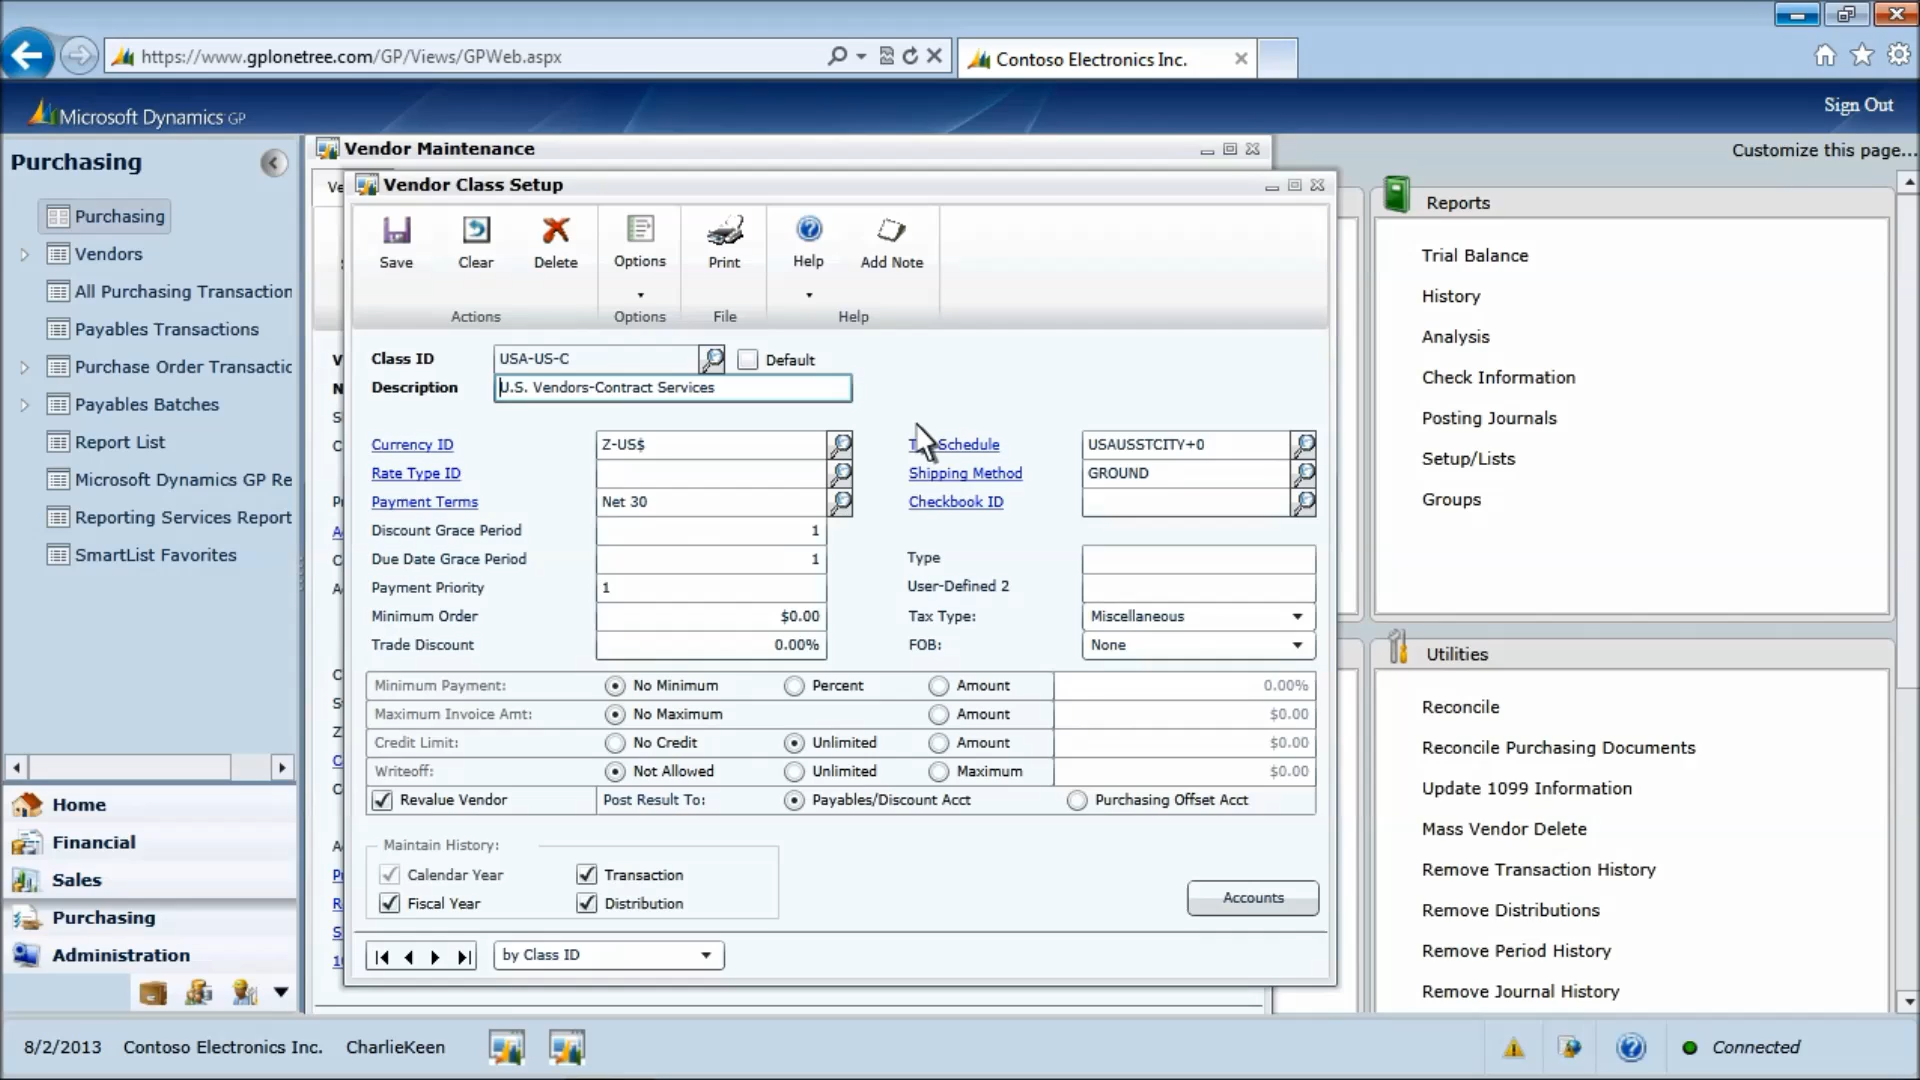 https://www.gplonetree.com/GP/Views/GPWeb.aspx
Contoso Electronics Inc.
Microsoft Dynamics GP
Sign Out
Purchasing
Vendor Maintenance
Customize this page...
Ve
Vendor Class Setup
Purchasing
Vendors
All Purchasing Transaction
Payables Transactions
Purchase Order Transactic
Payables Batches
Report List
Microsoft Dynamics GP Re
Reporting Services Report
SmartList Favorites
Home
Financial
Sales
Purchasing
Administration
Save
Clear
Delete
Options
Print
Help
Add Note
Actions
Options
File
Help
Class ID
USA-US-C
Default
Description
U.S. Vendors-Contract Services
Currency ID
Z-US$
Schedule
USAUSSTCITY+0
Rate Type ID
Shipping Method
GROUND
Payment Terms
Net 30
Checkbook ID
Discount Grace Period
1
Due Date Grace Period
1
Type
Payment Priority
1
User-Defined 2
Minimum Order
$0.00
Tax Type:
Miscellaneous
Trade Discount
0.00%
FOB:
None
Minimum Payment:
No Minimum
Percent
Amount
0.00%
Maximum Invoice Amt:
No Maximum
Amount
$0.00
Credit Limit:
No Credit
Unlimited
Amount
$0.00
Writeoff:
Not Allowed
Unlimited
Maximum
$0.00
Revalue Vendor
Post Result To:
Payables/Discount Acct
Purchasing Offset Acct
Maintain History:
Calendar Year
Transaction
Fiscal Year
Distribution
Accounts
by Class ID
Reports
Trial Balance
History
Analysis
Check Information
Posting Journals
Setup/Lists
Groups
Utilities
Reconcile
Reconcile Purchasing Documents
Update 1099 Information
Mass Vendor Delete
Remove Transaction History
Remove Distributions
Remove Period History
Remove Journal History
8/2/2013
Contoso Electronics Inc.
CharlieKeen
Connected